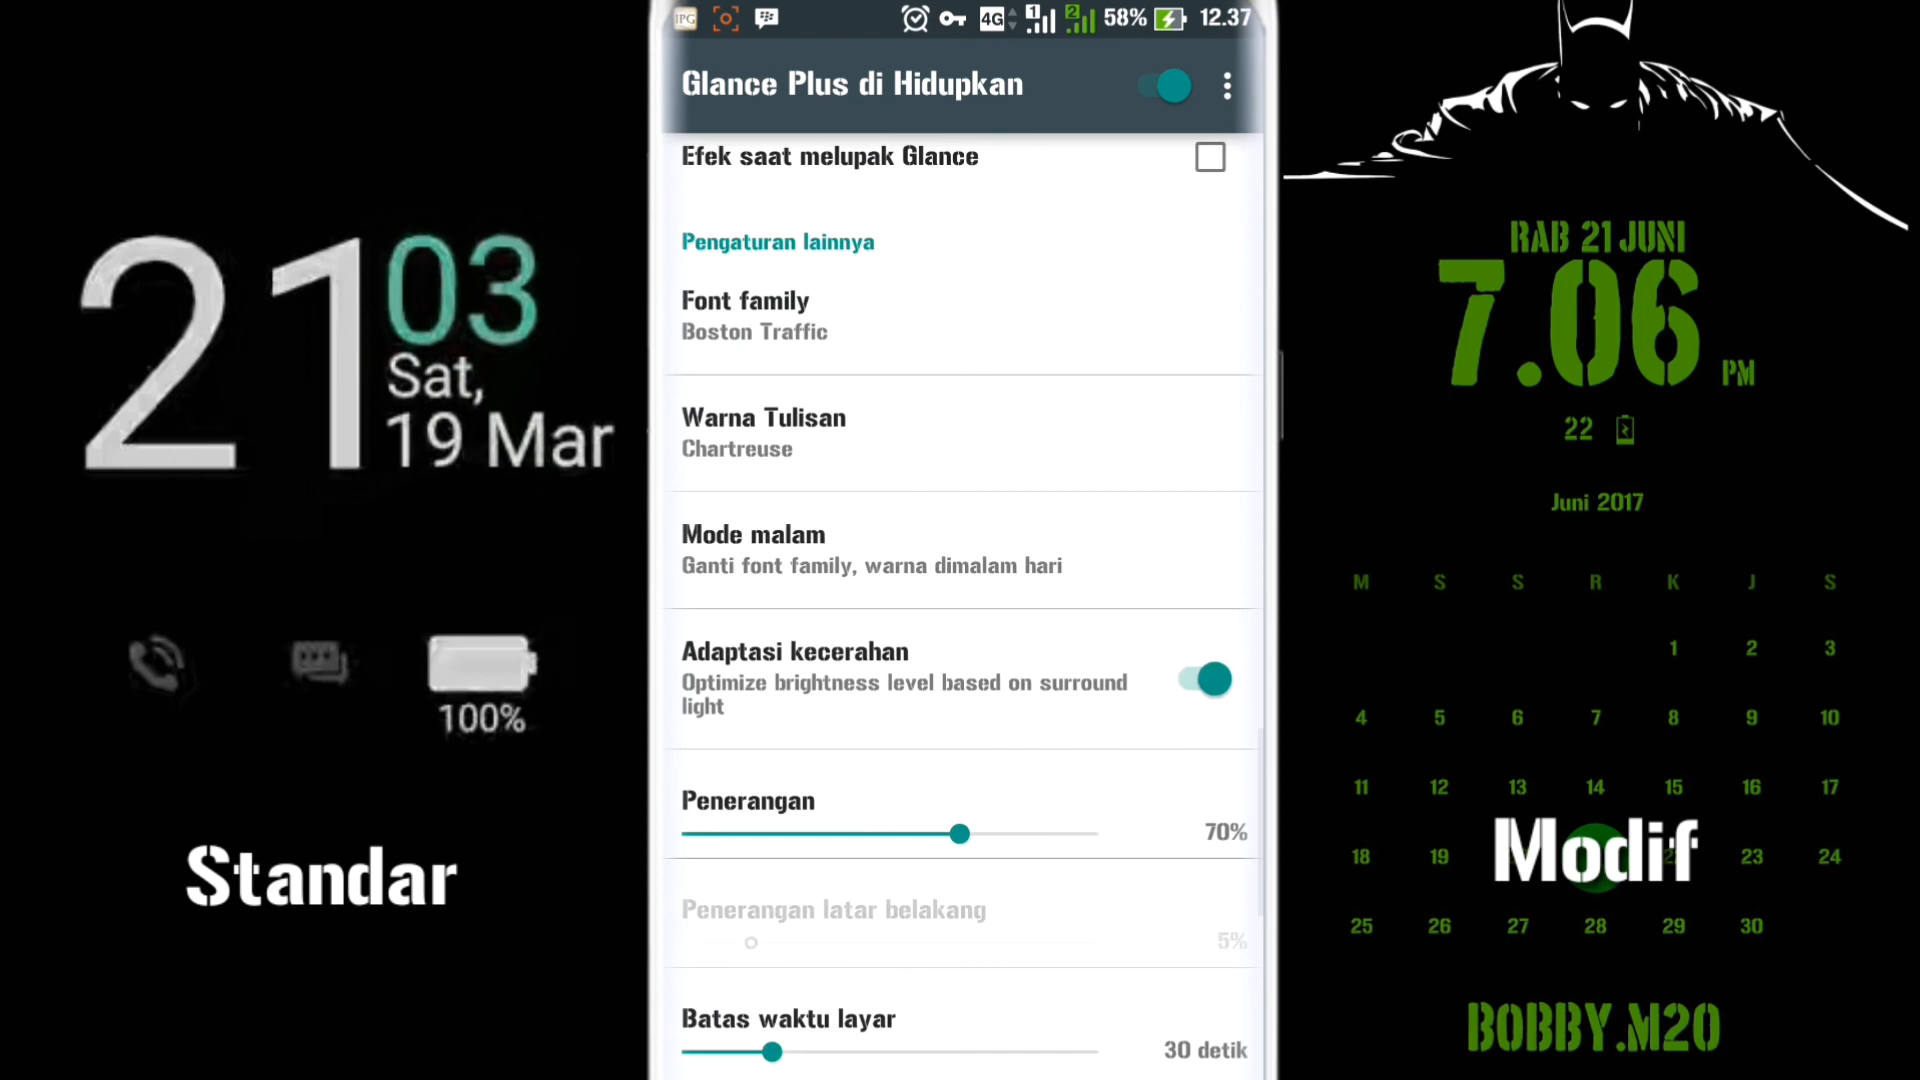 21
03
Sat,
19 Mar
100%
Standar
JPG
4G
1
2
58%
12.37
Glance Plus di Hidupkan
Efek saat melupak Glance
Pengaturan lainnya
Font family
Boston Traffic
Warna Tulisan
Chartreuse
Mode malam
Ganti font family, warna dimalam hari
Adaptasi kecerahan
Optimize brightness level based on surround
light
Penerangan
70%
Penerangan latar belakang
5%
Batas waktu layar
30 detik
RAB 21 JUNI
7.06 PM
22
Juni 2017
M S S R K J S
1 2 3
4 5 6 7 8 9 10
11 12 13 14 15 16 17
18 19 23 24
Modif
25 26 27 28 29 30
BOBBY.M20